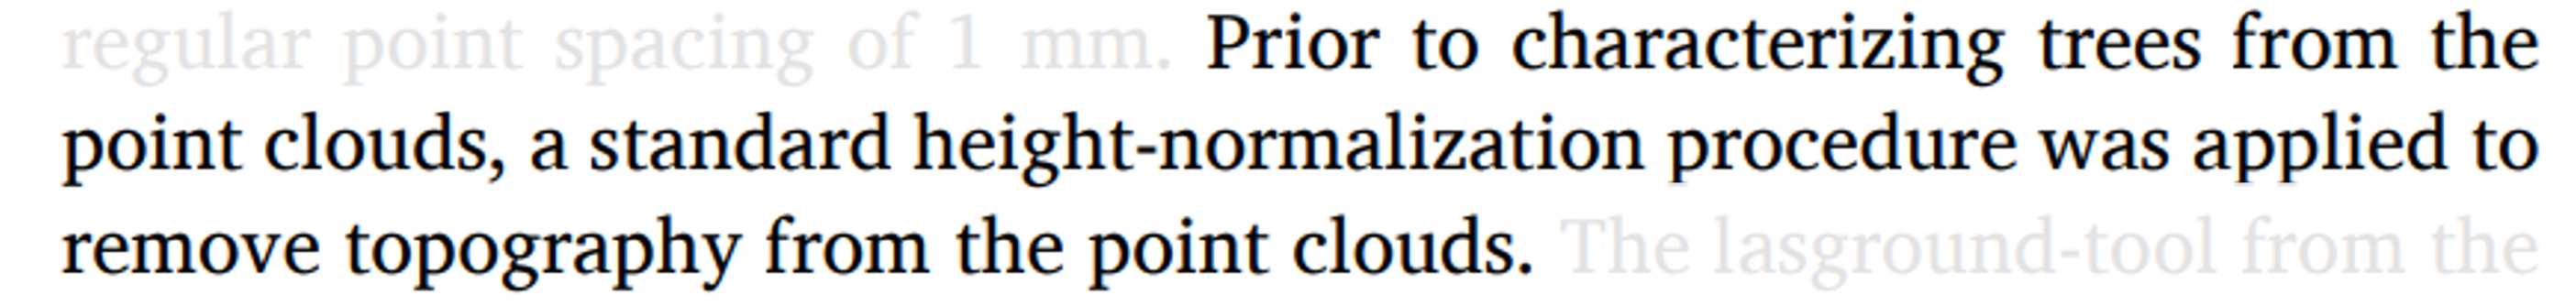 regular point spacing of 1 mm. Prior to characterizing trees from the
point clouds, a standard height-normalization procedure was applied to
remove topography from the point clouds. The lasground-tool from the